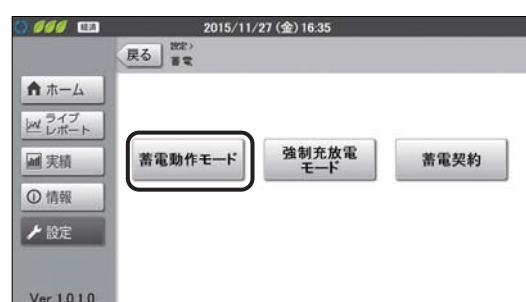 経済 2015/11/27 (金) 16:35
戻る
設定>
蓄電
ホーム
ライブ
レポート
実績
情報
設定
蓄電動作モード
強制充放電
モード
蓄電契約
Ver 1.0.1.0